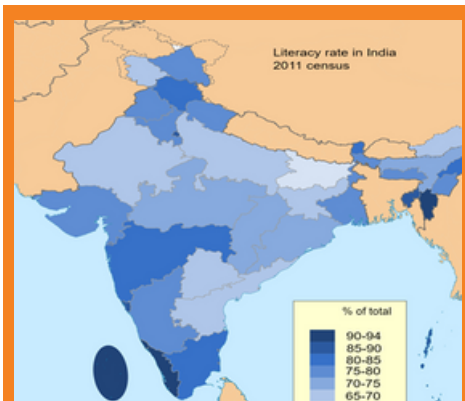 Literacy rate in India
2011 census
% of total
90-94
85-90
80-85
75-80
70-75
65-70